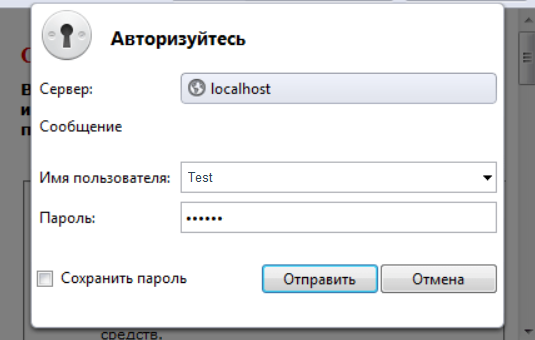 Авторизуйтесь
Сервер: localhost
Сообщение
Имя пользователя: Test
Пароль: ••••••
Сохранить пароль Отправить Отмена
средств.